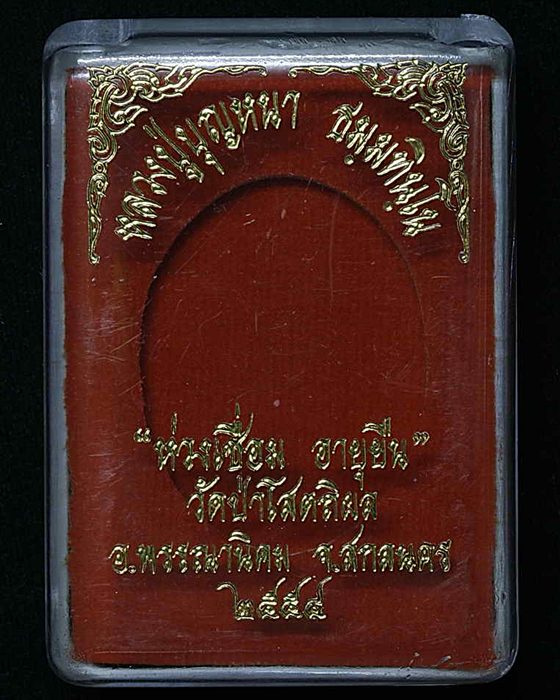 หลวงปู่บุญหนา ธมฺมทินฺโน
“ห่วงเชื่อม อายุยืน”
วัดป่าโสตถิผล
อ.พรรณานิคม จ.สกลนคร
๒๕๕๔